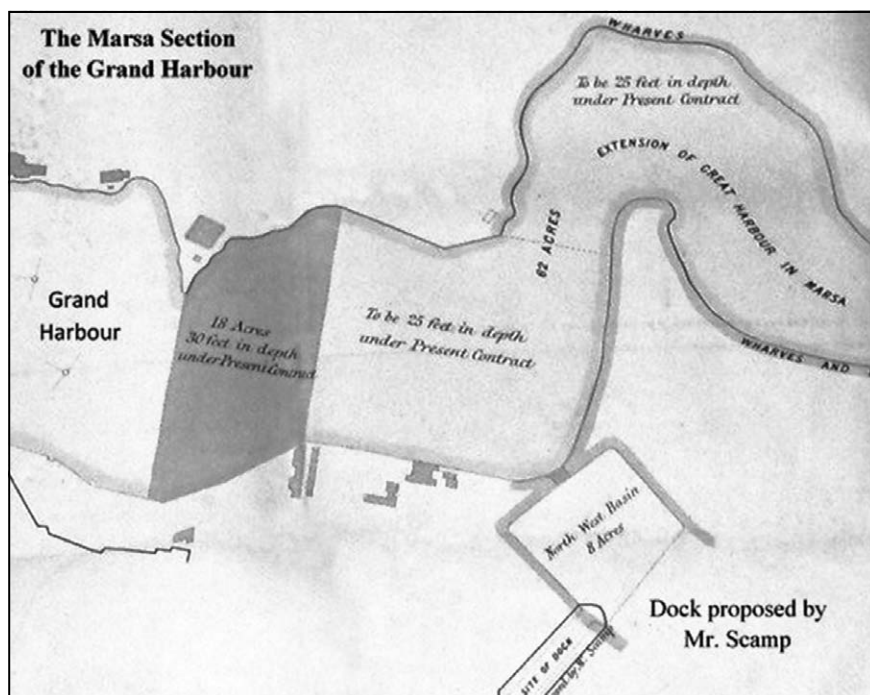 The Marsa Section
of the Grand Harbour
WHARVES
To be 25 feet in depth
under Present Contract
EXTENSION OF GREAT HARBOUR IN MARSA
62 ACRES
Grand
Harbour
18 Acres
30 feet in depth
under Present Contract
To be 25 feet in depth
under Present Contract
WHARVES AND
North West Basin
8 Acres
Dock proposed by
Mr. Scamp
SITE OF DOCK
by Mr. Scamp